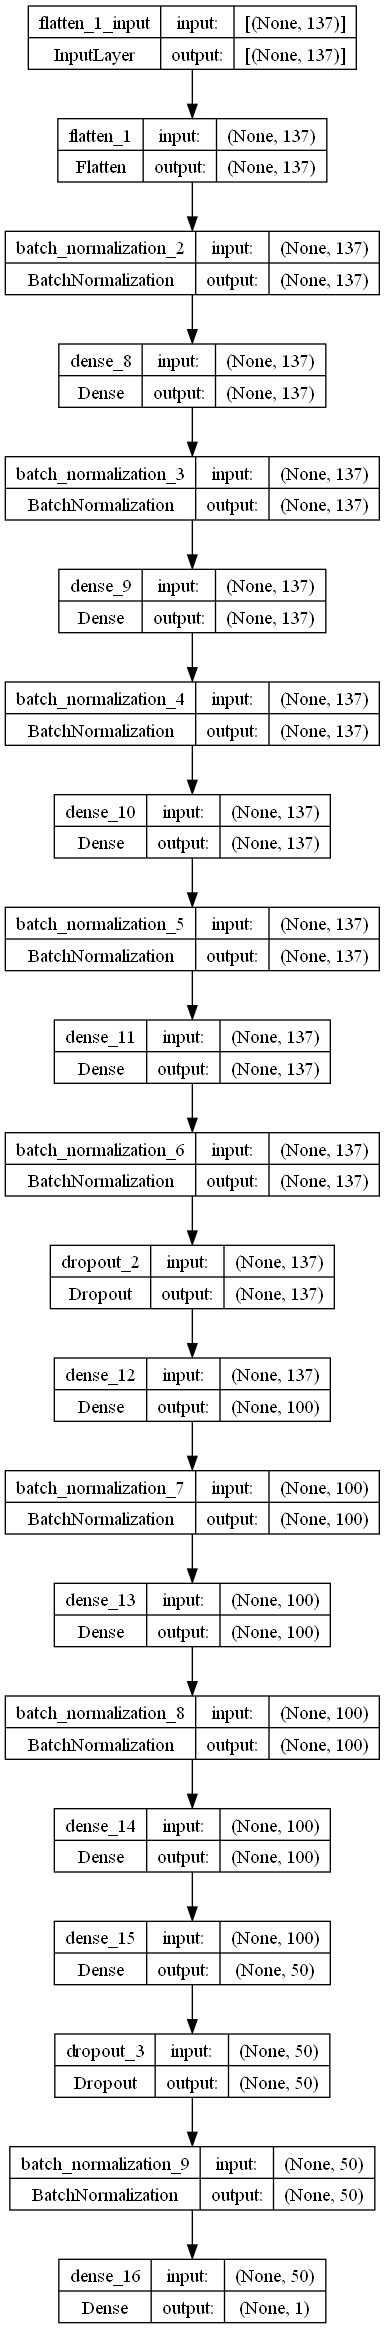 flatten_1_input input: [(None, 137)]
InputLayer output: [(None, 137)]
flatten_1 input: (None, 137)
Flatten output: (None, 137)
batch_normalization_2 input: (None, 137)
BatchNormalization output: (None, 137)
dense_8 input: (None, 137)
Dense output: (None, 137)
batch_normalization_3 input: (None, 137)
BatchNormalization output: (None, 137)
dense_9 input: (None, 137)
Dense output: (None, 137)
batch_normalization_4 input: (None, 137)
BatchNormalization output: (None, 137)
dense_10 input: (None, 137)
Dense output: (None, 137)
batch_normalization_5 input: (None, 137)
BatchNormalization output: (None, 137)
dense_11 input: (None, 137)
Dense output: (None, 137)
batch_normalization_6 input: (None, 137)
BatchNormalization output: (None, 137)
dropout_2 input: (None, 137)
Dropout output: (None, 137)
dense_12 input: (None, 137)
Dense output: (None, 100)
batch_normalization_7 input: (None, 100)
BatchNormalization output: (None, 100)
dense_13 input: (None, 100)
Dense output: (None, 100)
batch_normalization_8 input: (None, 100)
BatchNormalization output: (None, 100)
dense_14 input: (None, 100)
Dense output: (None, 100)
dense_15 input: (None, 100)
Dense output: (None, 50)
dropout_3 input: (None, 50)
Dropout output: (None, 50)
batch_normalization_9 input: (None, 50)
BatchNormalization output: (None, 50)
dense_16 input: (None, 50)
Dense output: (None, 1)